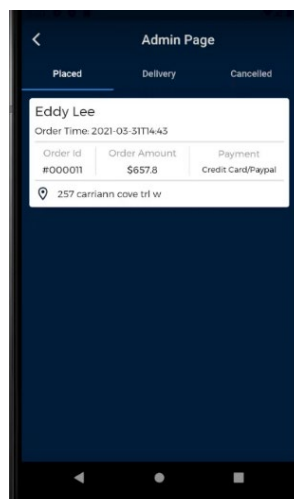 Admin Page
Placed Delivery Cancelled
Eddy Lee
Order Time: 2021-03-31T14:43
Order Id Order Amount Payment
#000011 $657.8 Credit Card/Paypal
257 carriann cove trl w